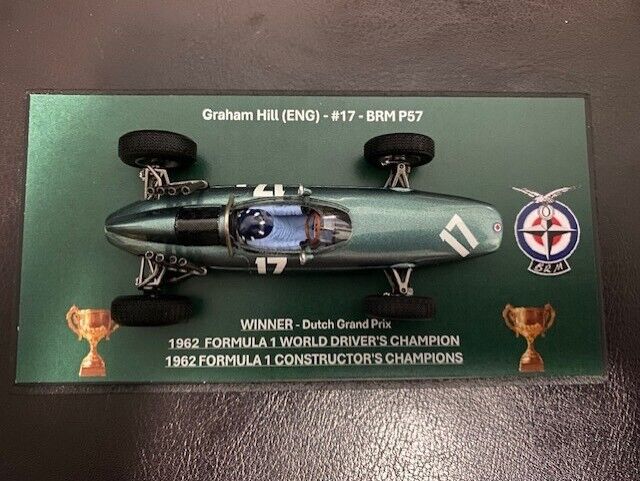 Graham Hill (ENG) - #17 - BRM P57
17
17
17
BRM
WINNER - Dutch Grand Prix
1962 FORMULA 1 WORLD DRIVER'S CHAMPION
1962 FORMULA 1 CONSTRUCTOR'S CHAMPIONS